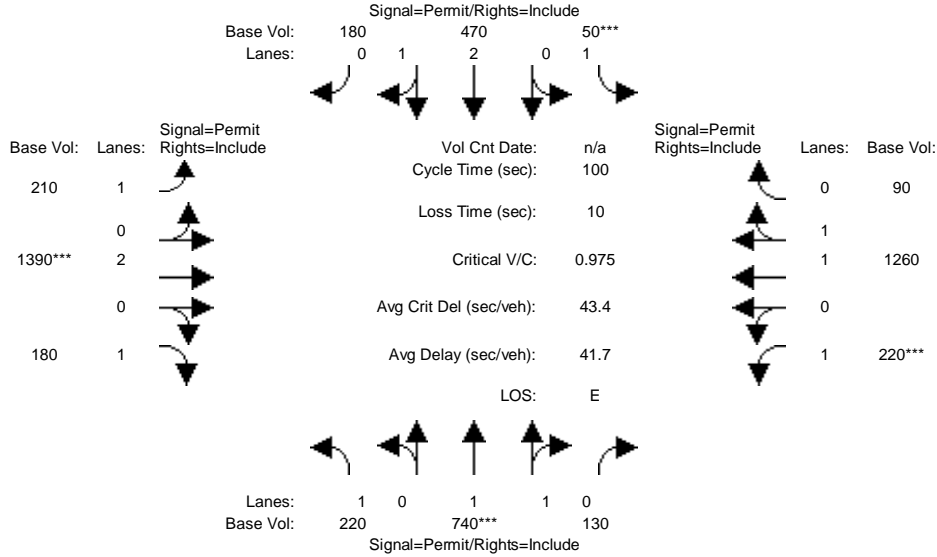 Signal=Permit/Rights=Include
Base Vol: 180 470 50***
Lanes: 0 1 2 0 1
Signal=Permit
Rights=Include
Base Vol: Lanes:
Vol Cnt Date: n/a
Signal=Permit
Rights=Include
Lanes: Base Vol:
Cycle Time (sec): 100
210 1
0 90
Loss Time (sec): 10
0
1
1390*** 2
Critical V/C: 0.975
1 1260
0
Avg Crit Del (sec/veh): 43.4
0
180 1
Avg Delay (sec/veh): 41.7
1 220***
LOS: E
Lanes: 1 0 1 1 0
Base Vol: 220 740*** 130
Signal=Permit/Rights=Include